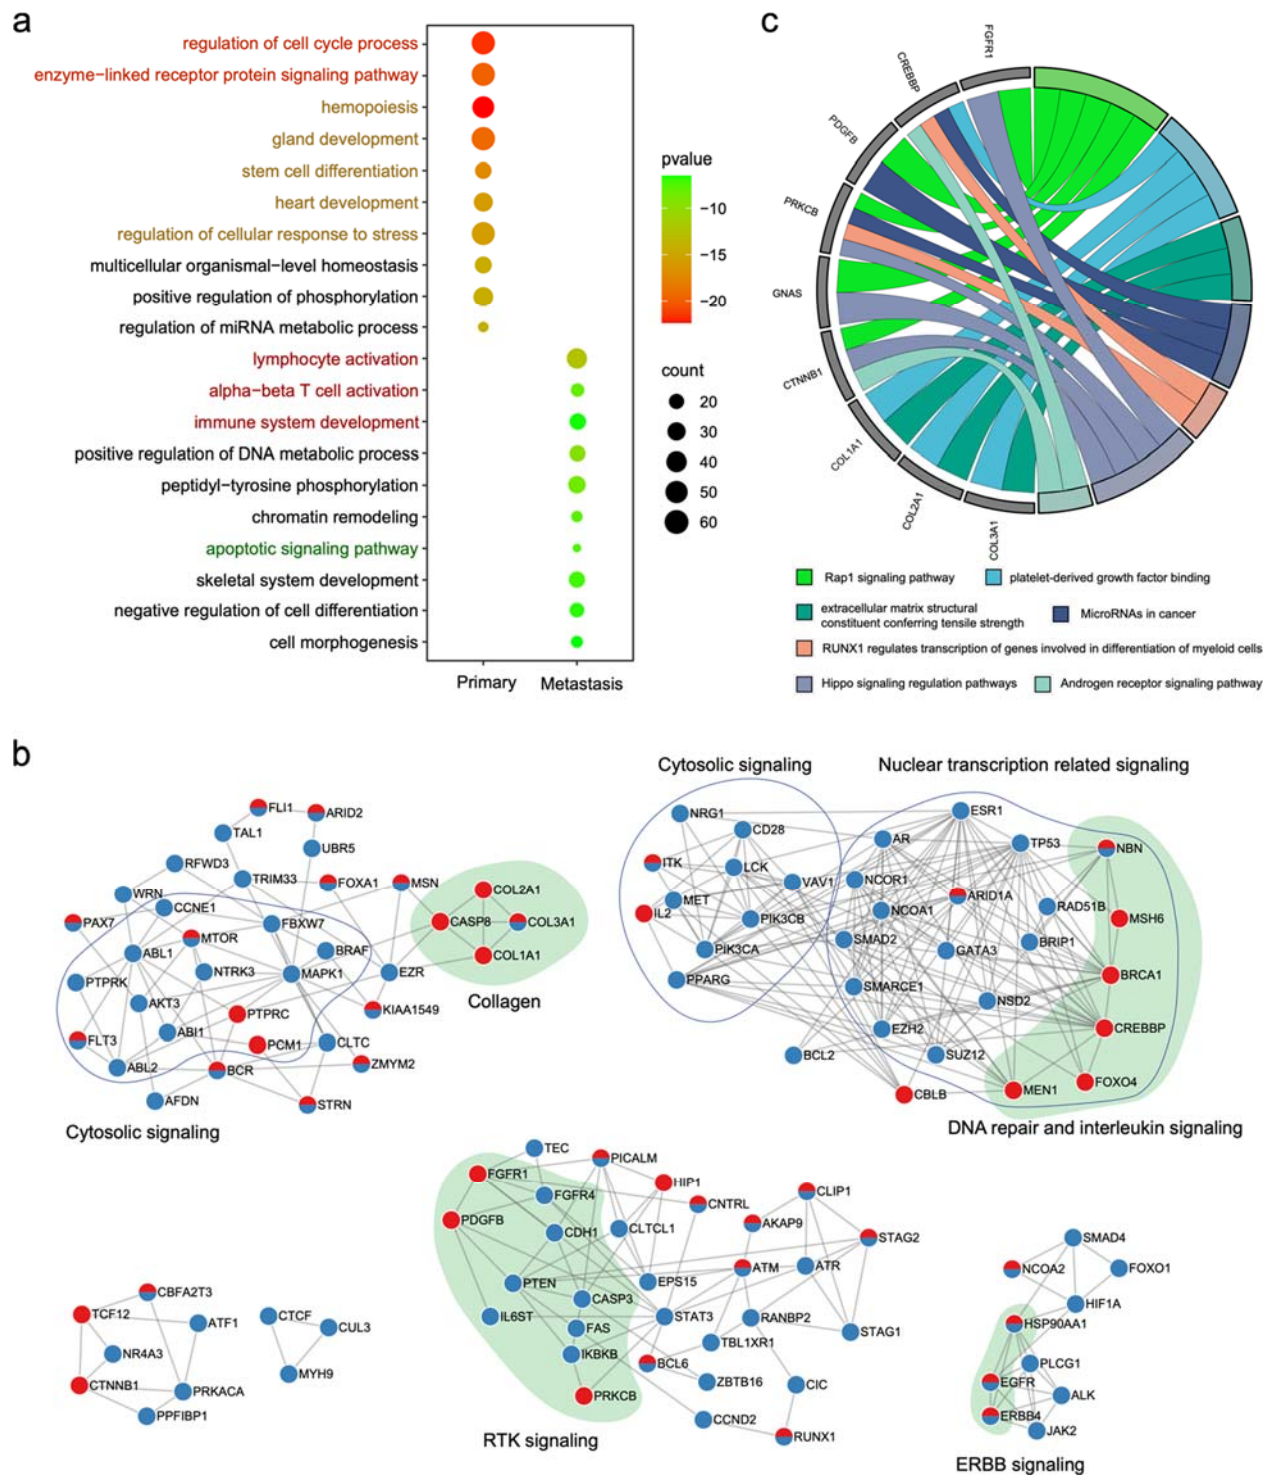 a
regulation of cell cycle process
enzyme−linked receptor protein signaling pathway
hemopoiesis
gland development
stem cell differentiation
heart development
regulation of cellular response to stress
multicellular organismal−level homeostasis
positive regulation of phosphorylation
regulation of miRNA metabolic process
lymphocyte activation
alpha−beta T cell activation
immune system development
positive regulation of DNA metabolic process
peptidyl−tyrosine phosphorylation
chromatin remodeling
apoptotic signaling pathway
skeletal system development
negative regulation of cell differentiation
cell morphogenesis
Primary
Metastasis
pvalue
−10
−15
−20
count
20
30
40
50
60
c
FGFR1
CREBBP
PDGFB
PRKCB
GNAS
CTNNB1
COL1A1
COL2A1
COL3A1
Rap1 signaling pathway
platelet-derived growth factor binding
extracellular matrix structural
constituent conferring tensile strength
MicroRNAs in cancer
RUNX1 regulates transcription of genes involved in differentiation of myeloid cells
Hippo signaling regulation pathways
Androgen receptor signaling pathway
b
FLI1
ARID2
TAL1
UBR5
RFWD3
TRIM33
FOXA1
MSN
WRN
CCNE1
PAX7
FBXW7
MTOR
BRAF
ABL1
PTPRK
NTRK3
MAPK1
EZR
AKT3
PTPRC
KIAA1549
FLT3
ABI1
PCM1
CLTC
ABL2
BCR
ZMYM2
AFDN
STRN
COL2A1
CASP8
COL3A1
COL1A1
Collagen
Cytosolic signaling
Cytosolic signaling
Nuclear transcription related signaling
NRG1
CD28
ITK
LCK
VAV1
MET
IL2
PIK3CB
PIK3CA
PPARG
ESR1
AR
TP53
NBN
NCOR1
ARID1A
RAD51B
NCOA1
MSH6
SMAD2
GATA3
BRIP1
BRCA1
SMARCE1
NSD2
EZH2
CREBBP
BCL2
SUZ12
CBLB
MEN1
FOXO4
DNA repair and interleukin signaling
TEC
FGFR1
PICALM
FGFR4
HIP1
CNTRL
CLIP1
PDGFB
CDH1
CLTCL1
AKAP9
STAG2
PTEN
EPS15
ATM
ATR
CASP3
IL6ST
FAS
STAT3
RANBP2
TBL1XR1
STAG1
IKBKB
BCL6
ZBTB16
CIC
PRKCB
CCND2
RUNX1
RTK signaling
CBFA2T3
TCF12
ATF1
NR4A3
CTNNB1
PRKACA
PPFIBP1
CTCF
CUL3
MYH9
SMAD4
NCOA2
FOXO1
HIF1A
HSP90AA1
PLCG1
EGFR
ALK
ERBB4
JAK2
ERBB signaling